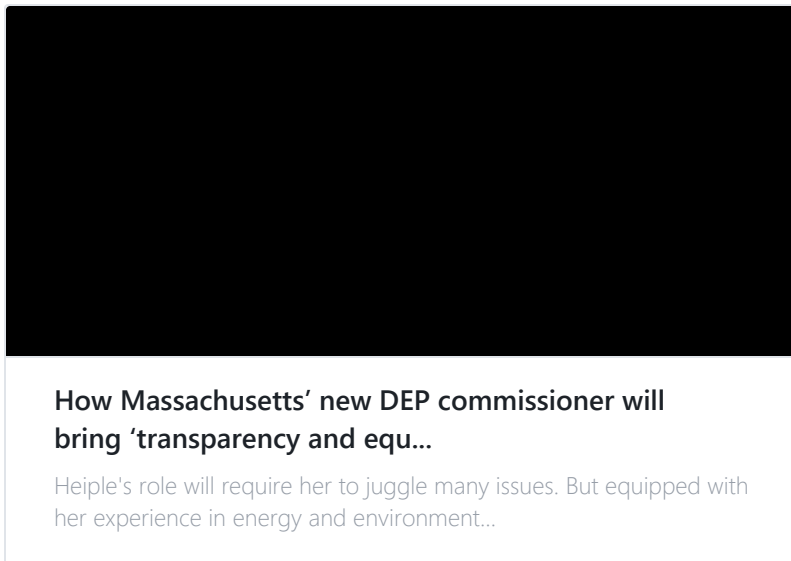 How Massachusetts’ new DEP commissioner will
bring ‘transparency and equ...
Heiple's role will require her to juggle many issues. But equipped with
her experience in energy and environment...